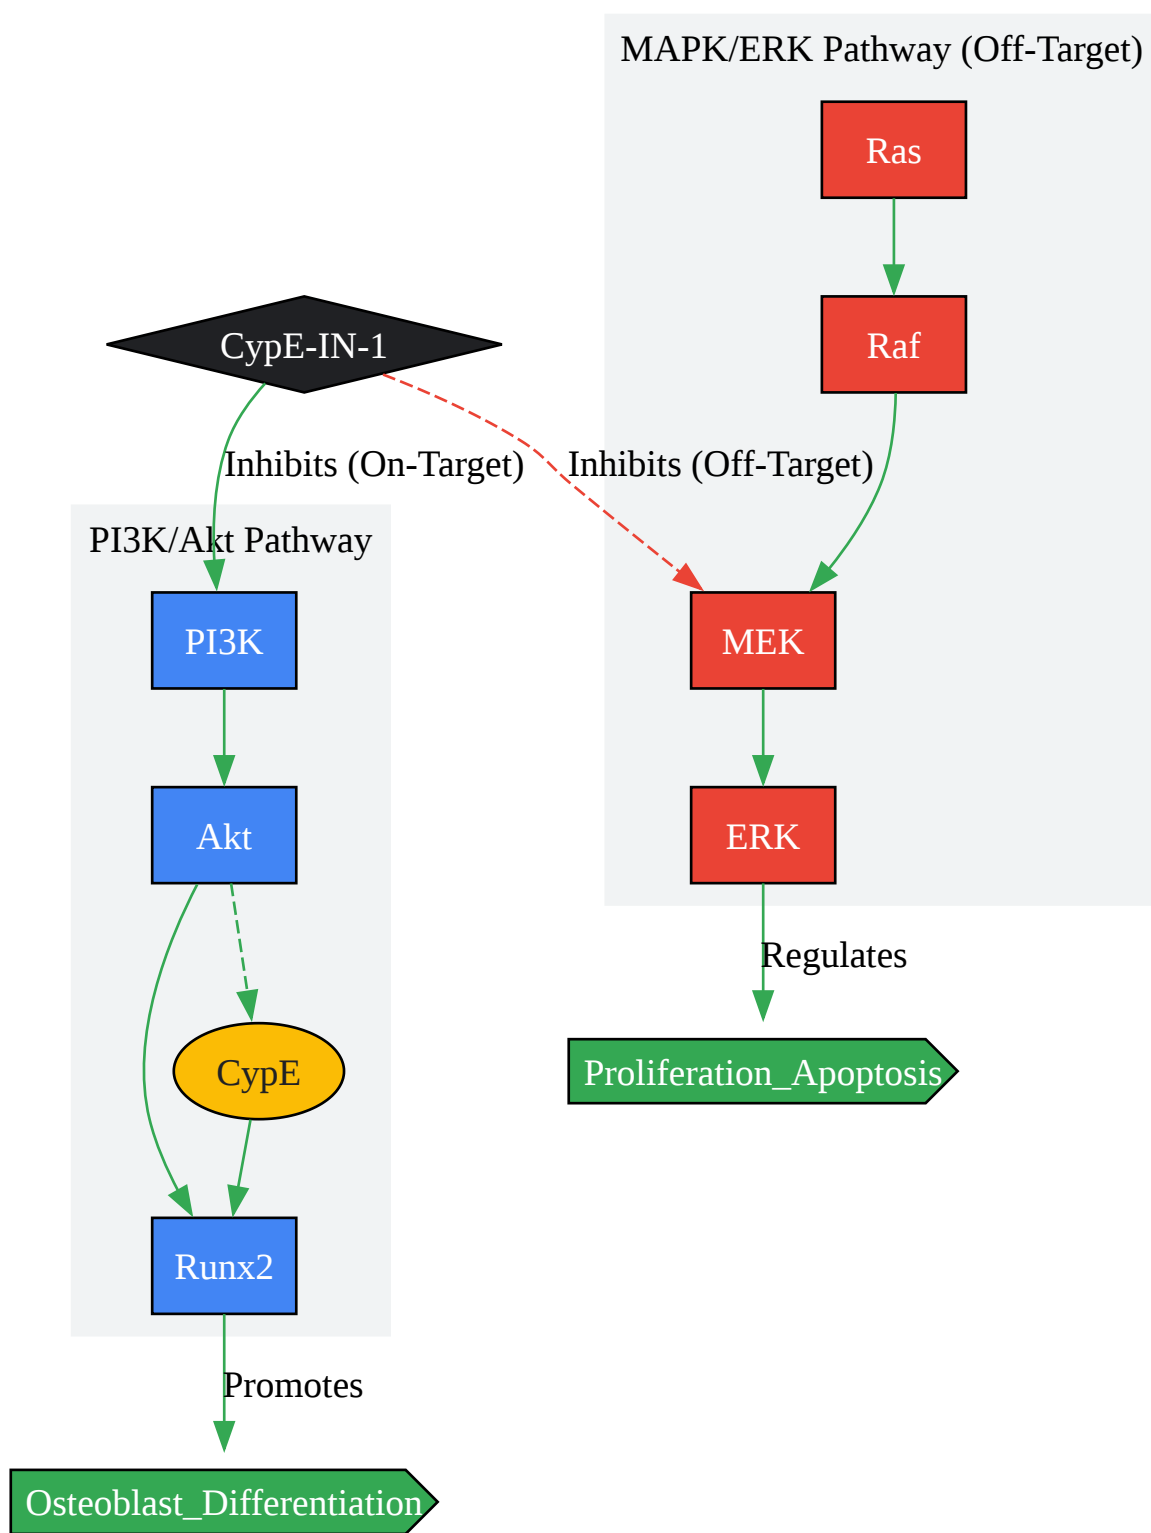 MAPK/ERK Pathway (Off-Target)
Ras
CypE-IN-1
Raf
Inhibits (On-Target)
Inhibits (Off-Target)
PI3K/Akt Pathway
PI3K
MEK
Akt
ERK
Regulates
CypE
Proliferation_Apoptosis
Runx2
Promotes
Osteoblast_Differentiation